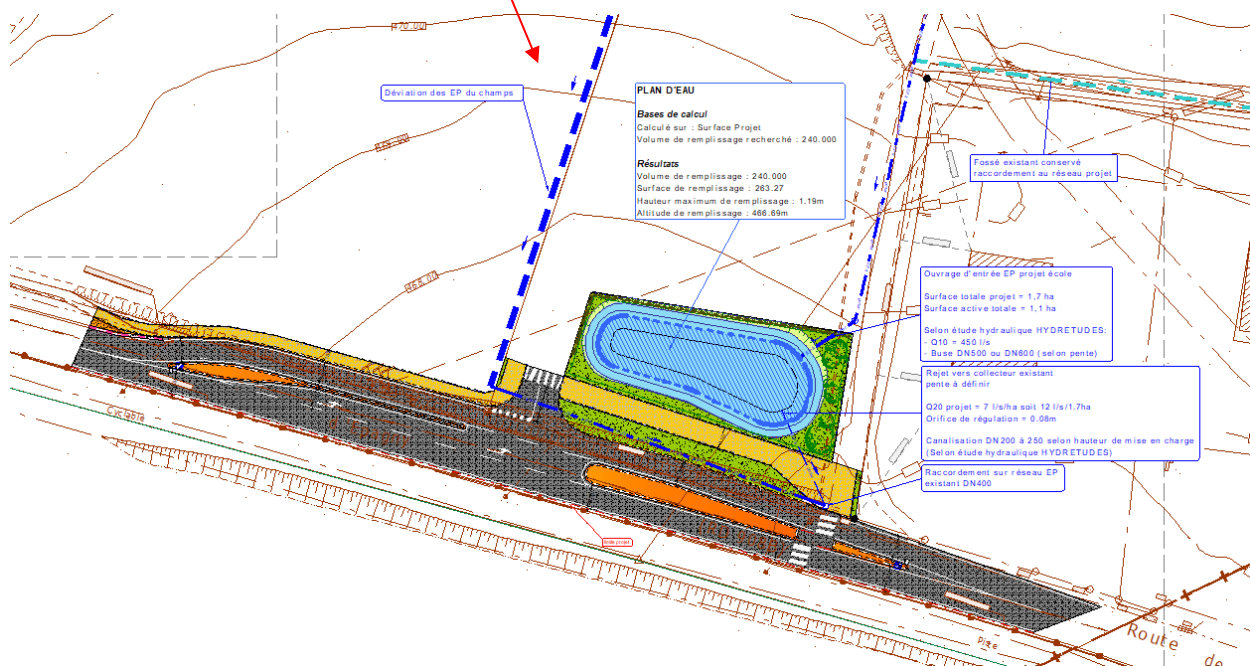 470.00
Déviation des EP du champs
PLAN D'EAU
Bases de calcul
Calculé sur : Surface Projet
Volume de remplissage recherché : 240.000
Résultats
Volume de remplissage : 240.000
Surface de remplissage : 263.27
Hauteur maximum de remplissage : 1.19m
Altitude de remplissage : 466.69m
Fossé existant conservé
raccordement au réseau projet
468.00
Ouvrage d'entrée EP projet école
Surface totale projet = 1,7 ha
Surface active totale = 1,1 ha
Selon étude hydraulique HYDRETUDES:
- Q10 = 450 l/s
- Buse DN500 ou DN600 (selon pente)
Rejet vers collecteur existant
pente à définir
Q20 projet = 7 l/s/ha soit 12 l/s/1.7ha
Orifice de régulation = 0.08m
Canalisation DN200 à 250 selon hauteur de mise en charge
(Selon étude hydraulique HYDRETUDES)
Raccordement sur réseau EP
existant DN400
Cyclable
Piste
Route de